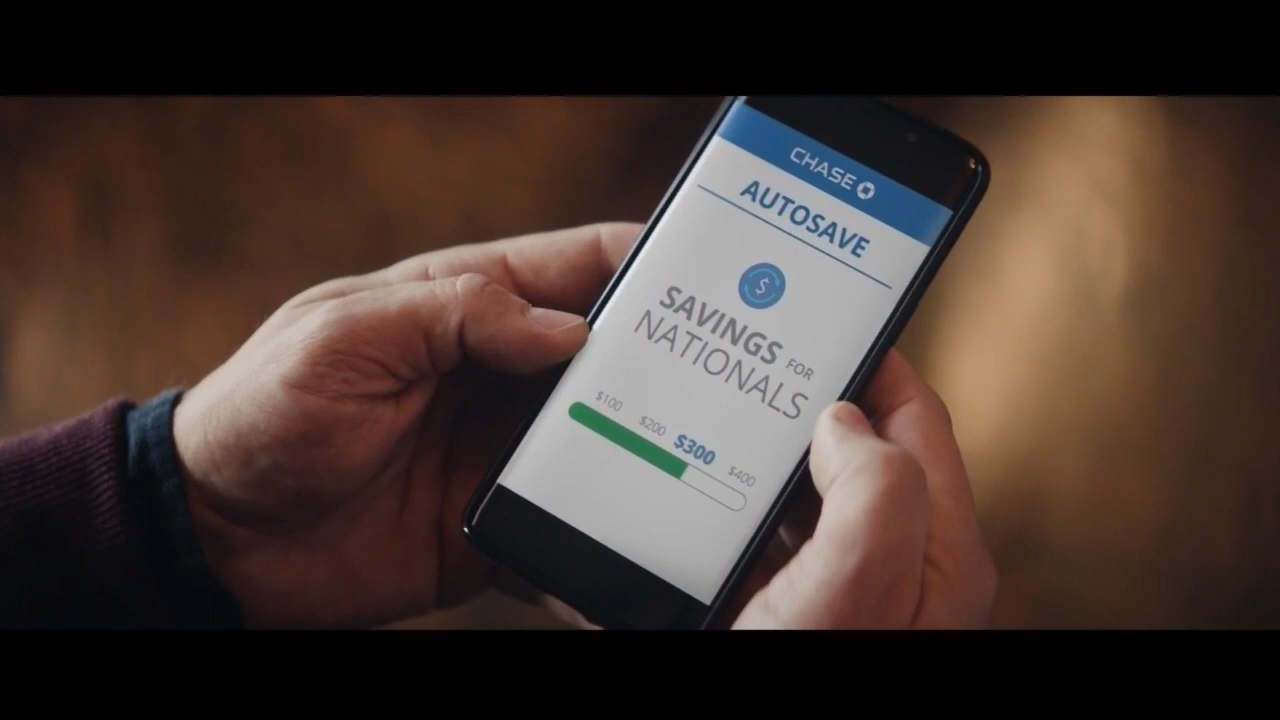 CHASE
AUTOSAVE
$
SAVINGS FOR
NATIONALS
$100 $200 $300 $400